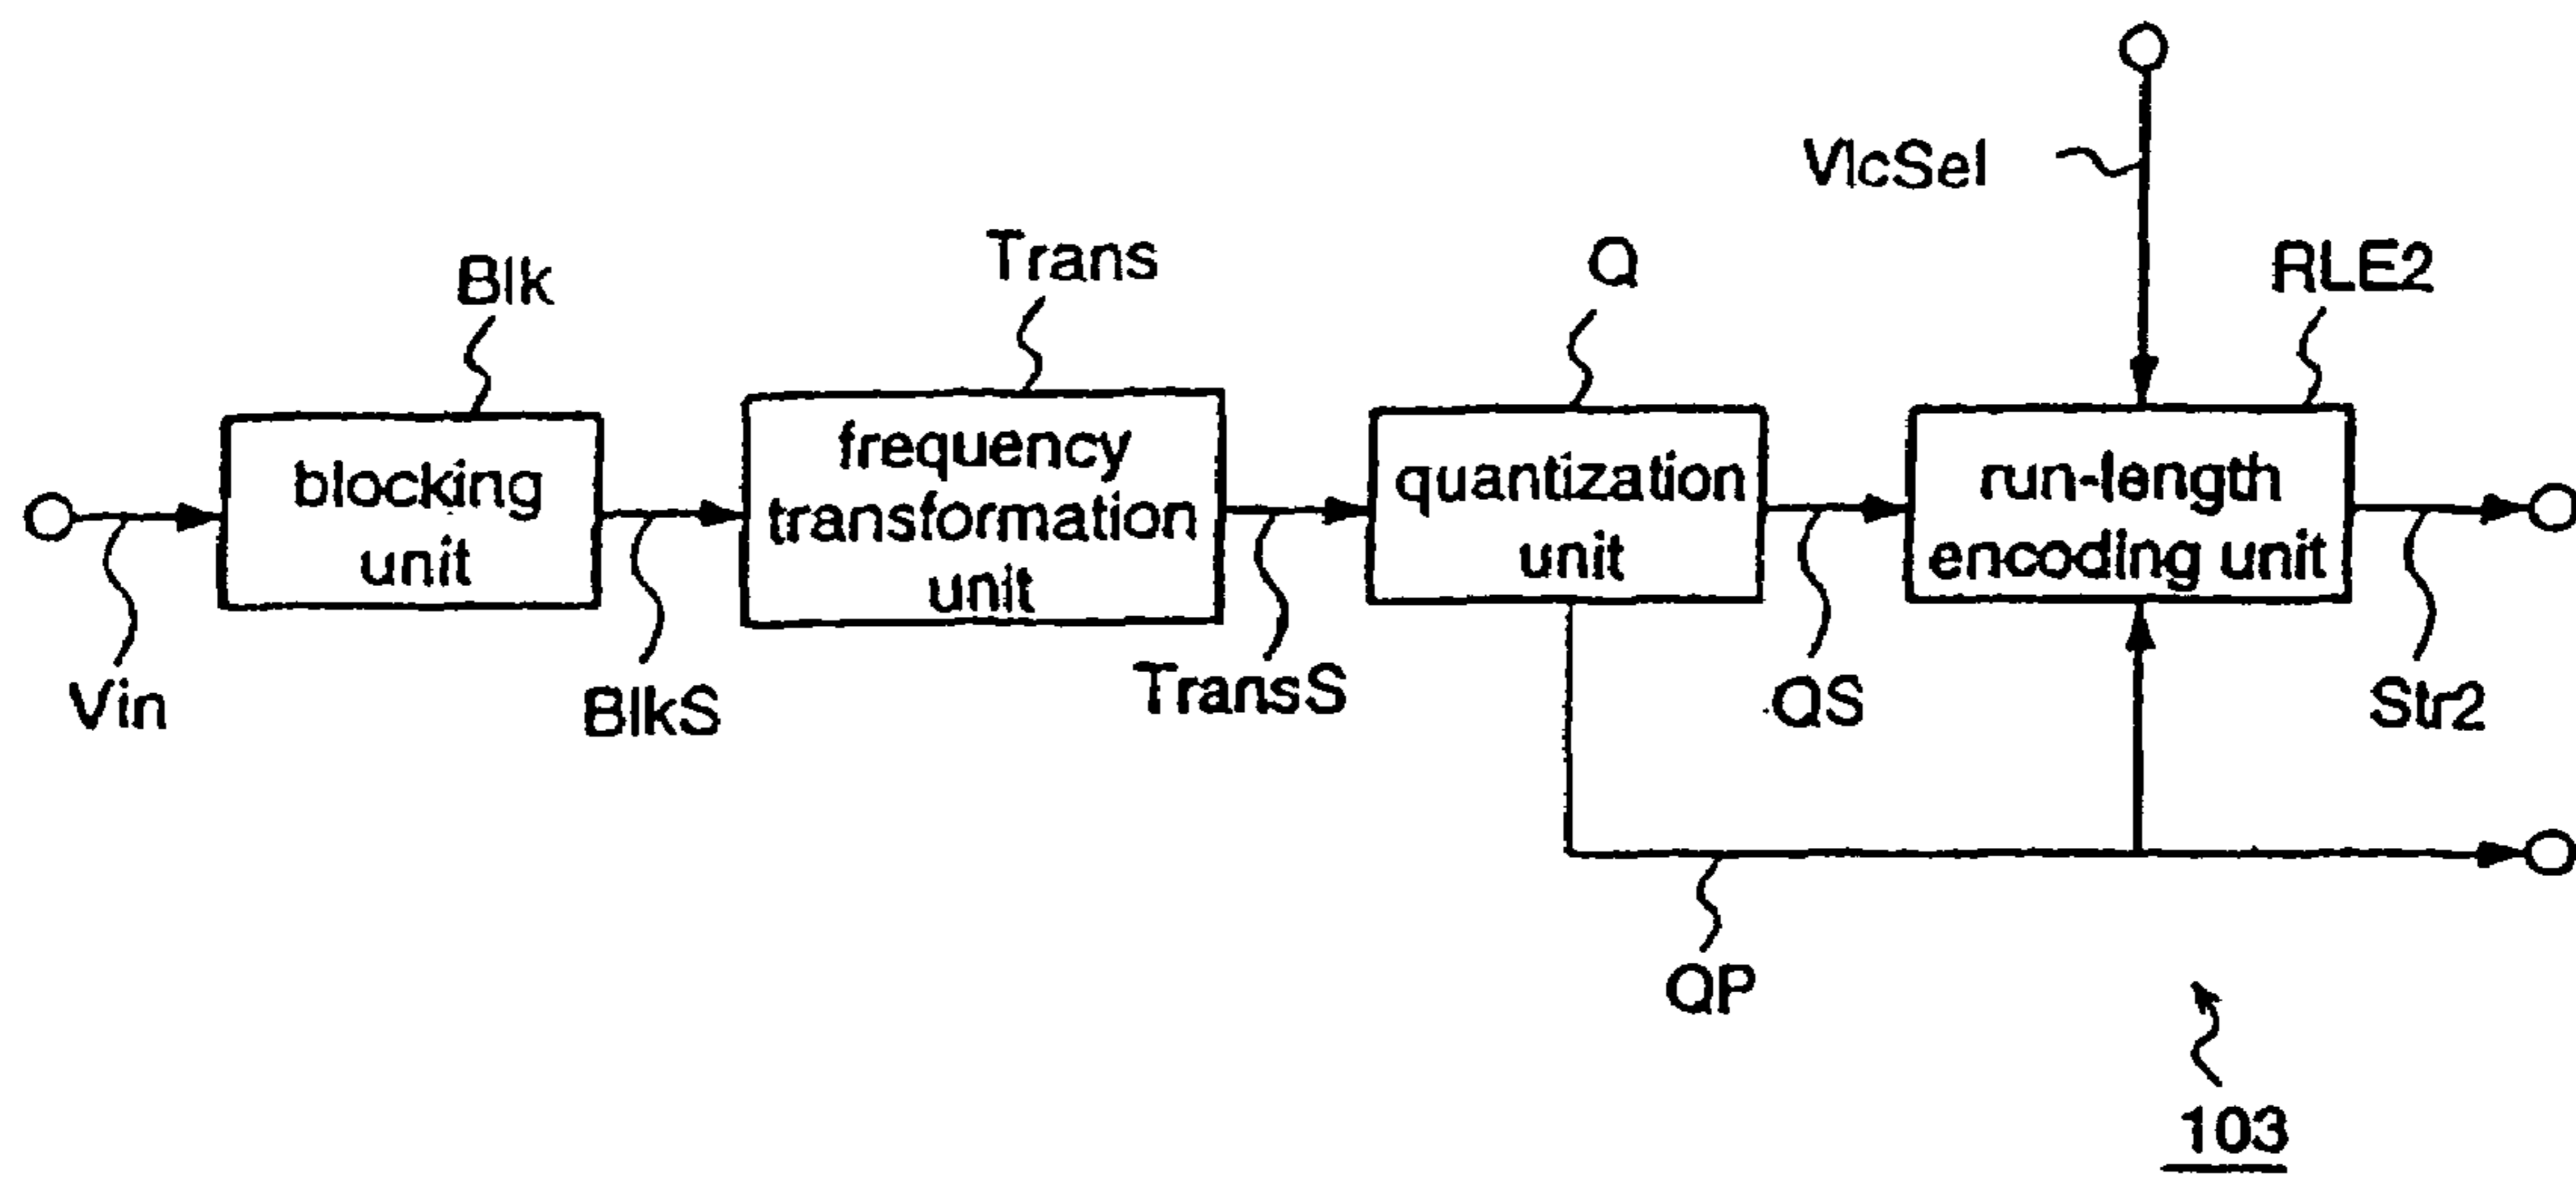 VlcSel
Blk
Trans
Q
RLE2
blocking
unit
frequency
transformation
unit
quantization
unit
run-length
encoding unit
Vin
BlkS
TransS
QS
Str2
QP
103